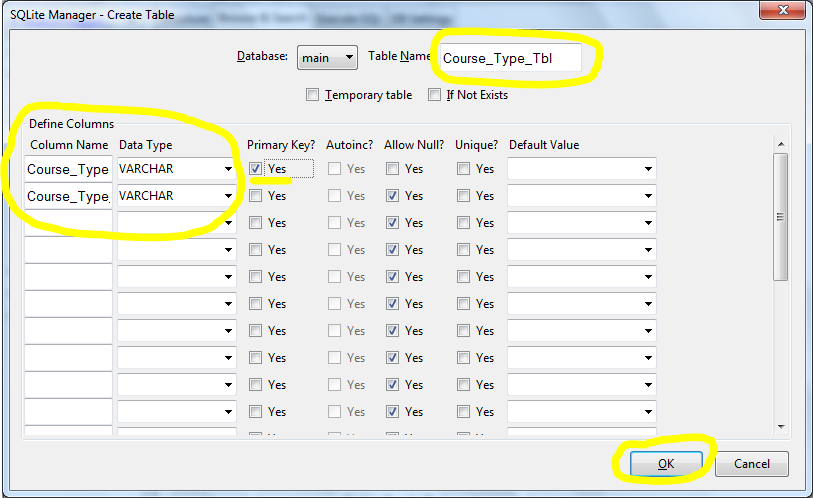 SQLite Manager - Create Table
Database: main Table Name Course_Type_Tbl
Temporary table If Not Exists
Define Columns
Column Name Data Type Primary Key? Autoinc? Allow Null? Unique? Default Value
Course_Type VARCHAR Yes Yes Yes Yes
Course_Type_ VARCHAR Yes Yes Yes Yes
Yes Yes Yes Yes
Yes Yes Yes Yes
Yes Yes Yes Yes
Yes Yes Yes Yes
Yes Yes Yes Yes
Yes Yes Yes Yes
Yes Yes Yes Yes
Yes Yes Yes Yes
OK Cancel